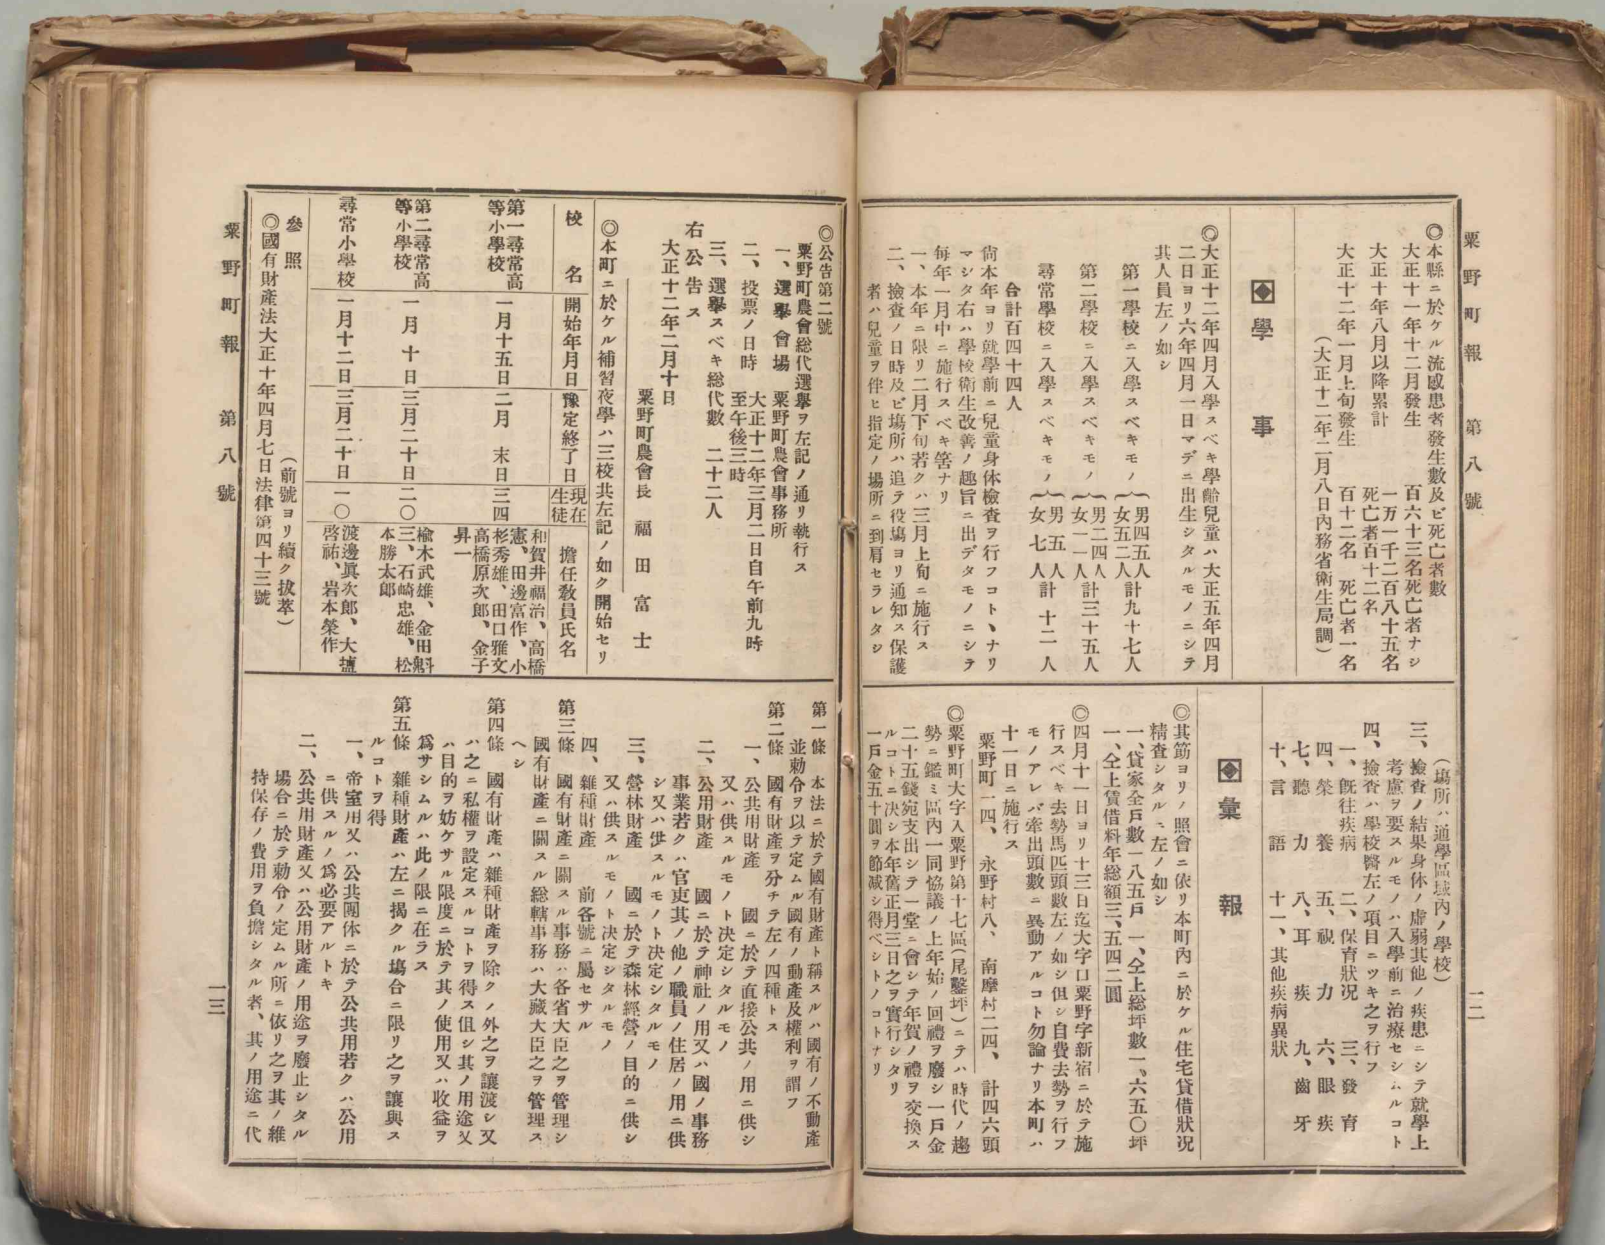 粟野町報 第八號
一二
◎本縣ニ於ケル流感患者發生數及ビ死亡者數
大正十一年十二月發生 百六十三名死亡者ナシ
大正十年八月以降累計 一万一千二百八十五名
死亡者百十二名
大正十二年一月上旬發生 百十二名 死亡者一名
(大正十二年二月八日内務省衛生局調)
學事
◎大正十二年四月入學スベキ學齡兒童ハ大正五年四月
二日ヨリ六年四月一日マデニ出生シタルモノニシテ
其人員左ノ如シ
第一學校ニ入學スベキモノ{男四五人
女五二人 計九十七人
第二學校ニ入學スベキモノ{男二四人
女一一人 計三十五人
尋常學校ニ入學スベキモノ{男五人
女七人 計十二人
合計百四十四人
尙本年ヨリ就學前ニ兒童身体檢査ヲ行フコトヽナリ
マシタ右ハ學校衛生改善ノ趣旨ニ出デタモノニシテ
每年一月中ニ施行スベキ筈ナリ
一、本年ニ限リ二月下旬若クハ三月上旬ニ施行ス
二、檢査ノ日時及ビ場所ハ追テ役塲ヨリ通知ス保護
者ハ兒童ヲ伴ヒ指定ノ場所ニ到着セラレタシ
(塲所ハ通學區域內ノ學校)
三、檢査ノ結果身体ノ虛弱其他ノ疾患ニシテ就學上
考慮ヲ要スルモノハ入學前ニ治療セシムルコト
四、檢査ハ學校醫左ノ項目ニツキ之ヲ行フ
一、既往疾病 二、保育狀況 三、發育
四、榮養 五、視力 六、眼疾
七、聽力 八、耳疾 九、齒牙
十、言語 十一、其他疾病異狀
彙報
◎其筋ヨリノ照會ニ依リ本町內ニ於ケル住宅貸借狀況
精査シタルニ左ノ如シ
一、貸家全戶數一八五戶 一、仝上総坪數一、六五〇坪
一、仝上賃借料年総額三、五四二圓
◎四月十一日ヨリ十三日迄大字口粟野字新宿ニ於テ施
行スベキ去勢馬匹頭數左ノ如シ但シ自費去勢ヲ行フ
モノアレバ牽出頭數ニ異動アルコト勿論ナリ本町ハ
十一日ニ施行ス
粟野町一四、 永野村八、 南摩村二四、 計四六頭
◎粟野町大字入粟野第十七區(尾鑿坪)ニテハ時代ノ趨
勢ニ鑑ミ區內一同協議ノ上年始ノ回禮ヲ廢シ一戶金
二十五錢宛支出シテ一堂ニ會シテ年賀ノ禮ヲ交換ス
ルコトニ決シ本年舊正月三日之ヲ實行シタリ
一戶金五十圓ヲ節减シ得ベシトノコトナリ
◎公告第二號
粟野町農會総代選擧ヲ左記ノ通リ執行ス
一、選擧會場 粟野町農會事務所
二、投票ノ日時 大正十二年三月二日自午前九時
至午後三時
三、選擧スベキ総代數 二十二人
右公告ス
大正十二年二月十日
粟野町農會長 福田富士
◎本町ニ於ケル補習夜學ハ三校共左記ノ如ク開始セリ
校名 開始年月日 豫定終了日 現在生徒 擔任敎員氏名
第一尋常高等小學校 一月十五日 二月末日 三四 和賀井福治、高橋憲、田邊富作、小杉秀雄、田口雅文高橋原次郎、金子昇一
第二尋常高等小學校 一月十日 三月二十日 二〇 楡木武雄、金田魁三、石崎忠雄、松本勝太郎
尋常小學校 一月十二日 三月二十日 一〇 渡邊眞次郎、大塩啓祐、岩本榮作
參照
(前號ヨリ續ク拔萃)
◎國有財產法大正十年四月七日法律第四十三號
第一條 本法ニ於テ國有財產ト稱スルハ國有ノ不動產
並勅令ヲ以テ定ムル國有ノ動產及權利ヲ謂フ
第二條 國有財產ヲ分チテ左ノ四種トス
一、公共用財產 國ニ於テ直接公共ノ用ニ供シ
又ハ供スルモノト決定シタルモノ
二、公用財產 國ニ於テ神社ノ用又ハ國ノ事務
事業若クハ官吏其ノ他ノ職員ノ住居ノ用ニ供
シ又ハ供スルモノト决定シタルモノ
三、營林財產 國ニ於テ森林經營ノ目的ニ供シ
又ハ供スルモノト决定シタルモノ
四、雜種財產 前各號ニ屬セサル
第三條 國有財產ニ關スル事務ハ各省大臣之ヲ管理シ
國有財產ニ關スル総轄事務ハ大藏大臣之ヲ管理ス
ヘシ
第四條 國有財產ハ雜種財產ヲ除クノ外之ヲ讓渡シ又
ハ之ニ私權ヲ設定スルコトヲ得ス但シ其ノ用途又
ハ目的ヲ妨ケサル限度ニ於テ其ノ使用又ハ收益ヲ
爲サシムルハ此ノ限ニ在ラス
第五條 雜種財產ハ左ニ揭クル塲合ニ限リ之ヲ讓與ス
ルコトヲ得
一、帝室用又ハ公共團体ニ於テ公共用若クハ公用
ニ供スルノ爲必要アルトキ
二、公共用財產又ハ公用財產ノ用途ヲ廢止シタル
場合ニ於テ勅令ノ定ムル所ニ依リ之ヲ其ノ維
持保存ノ費用ヲ負擔シタル者、其ノ用途ニ代
粟野町報 第八號
一三